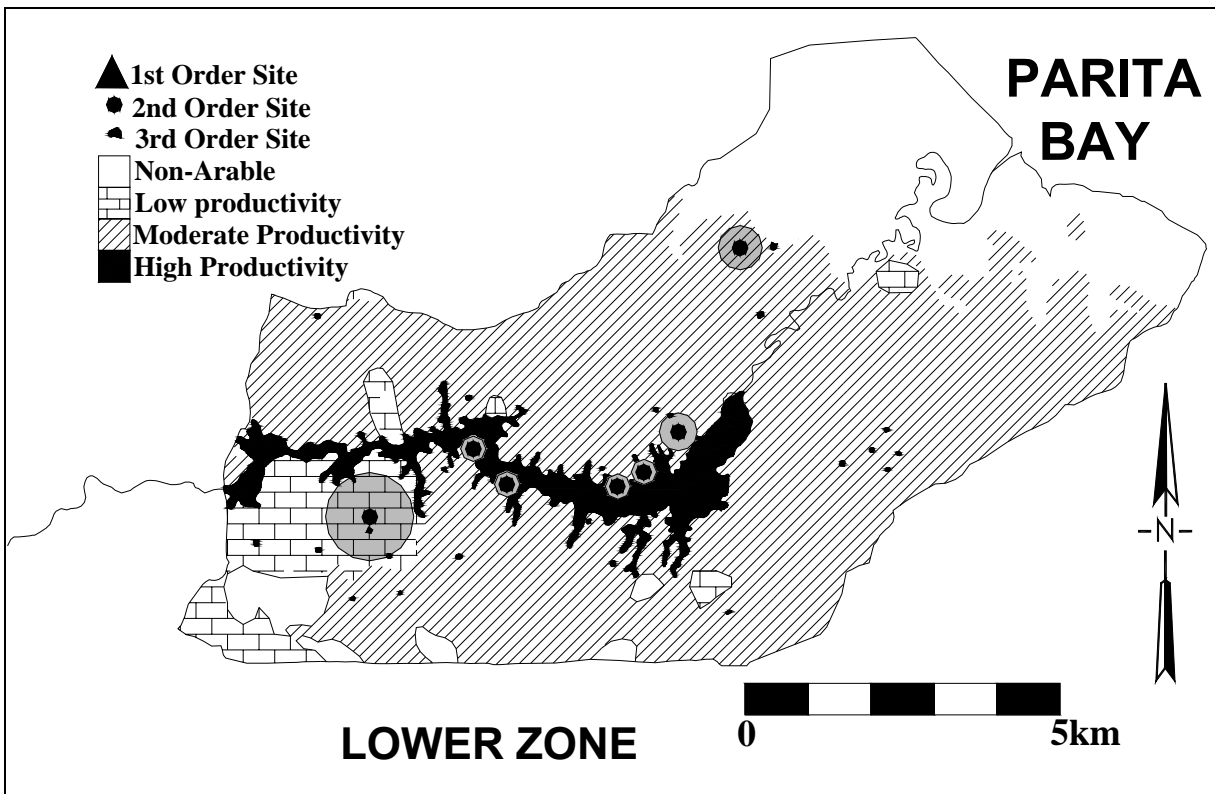 PARITA
BAY
1st Order Site
2nd Order Site
3rd Order Site
Non-Arable
Low productivity
Moderate Productivity
High Productivity
-N-
0 5km
LOWER ZONE